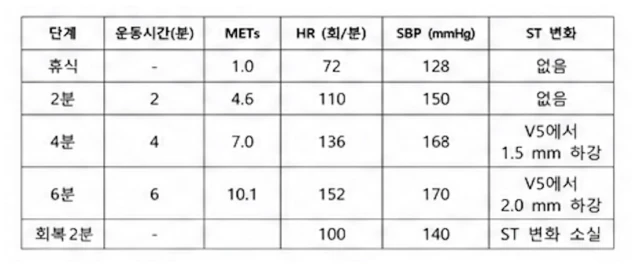 단계 운동시간(분) METs HR (회/분) SBP (mmHg) ST 변화
휴식 - 1.0 72 128 없음
2분 2 4.6 110 150 없음
4분 4 7.0 136 168 V5에서
1.5 mm 하강
6분 6 10.1 152 170 V5에서
2.0 mm 하강
회복2분 - 100 140 ST 변화 소실